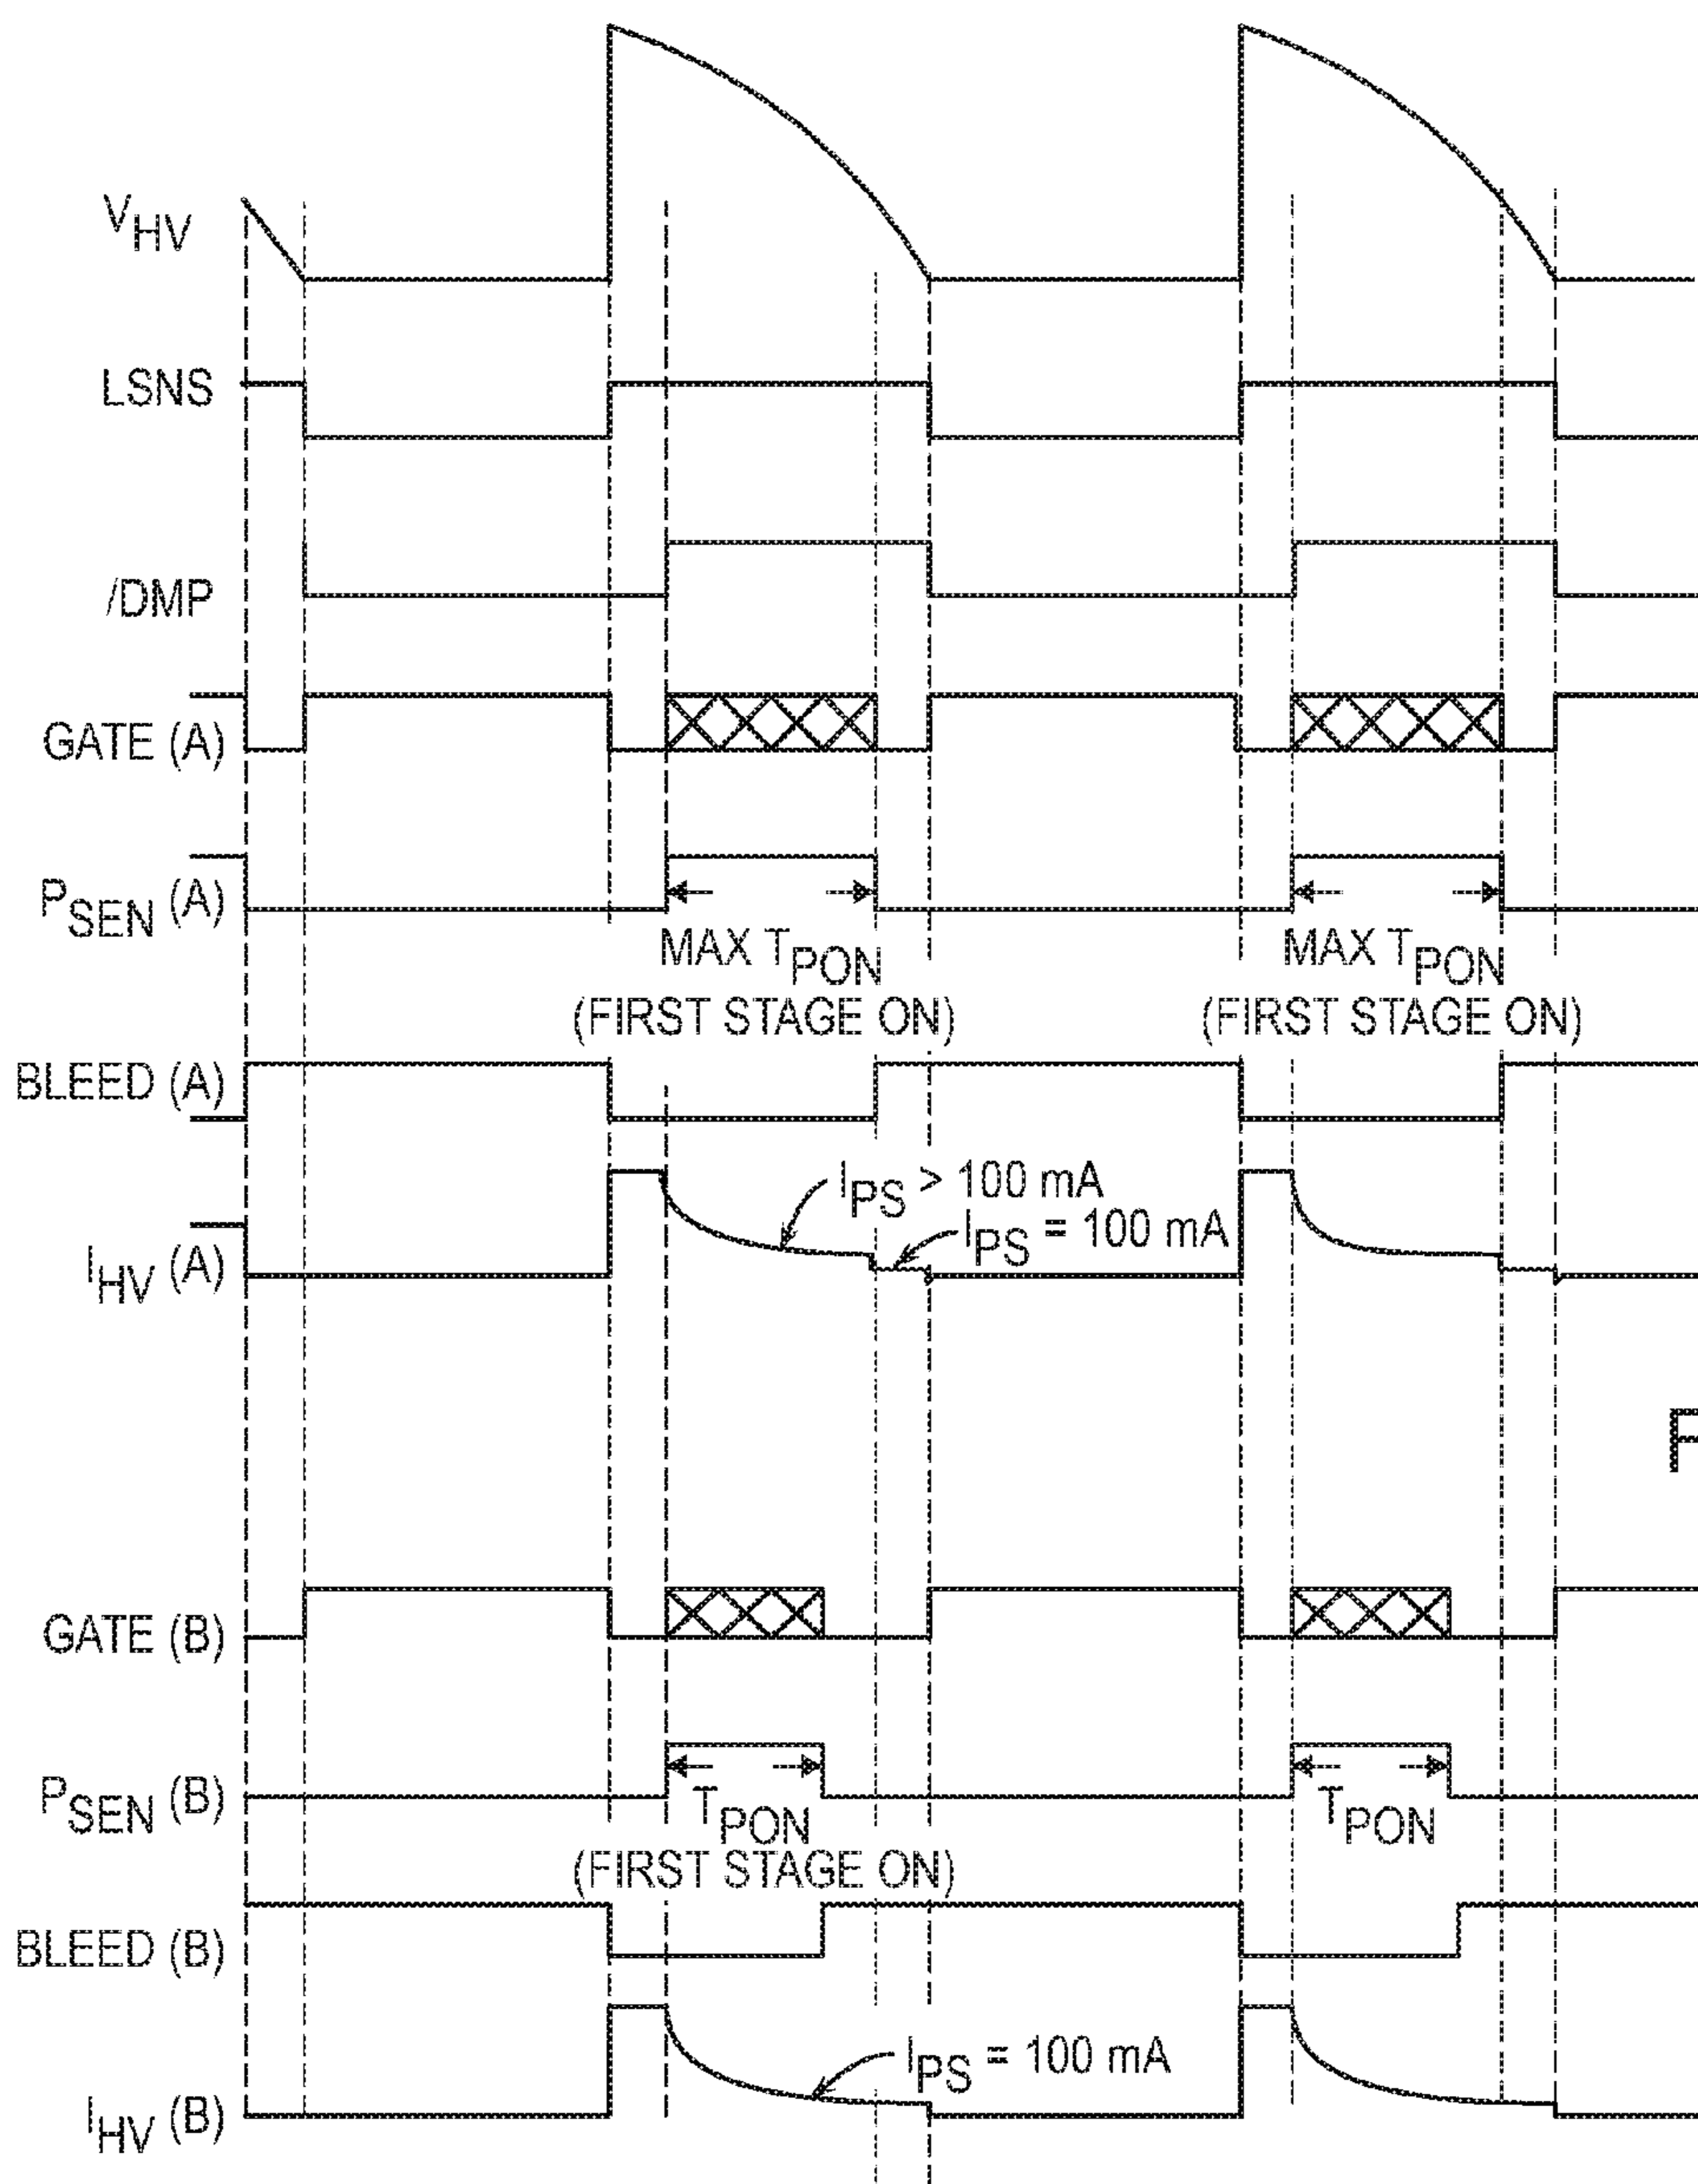 VHV
LSNS
/DMP
GATE (A)
PSEN (A)
MAX TPON
(FIRST STAGE ON)
MAX TPON
(FIRST STAGE ON)
BLEED (A)
IPS > 100 mA
IPS = 100 mA
IHV (A)
F
GATE (B)
PSEN (B)
TPON
(FIRST STAGE ON)
TPON
BLEED (B)
IPS = 100 mA
IHV (B)